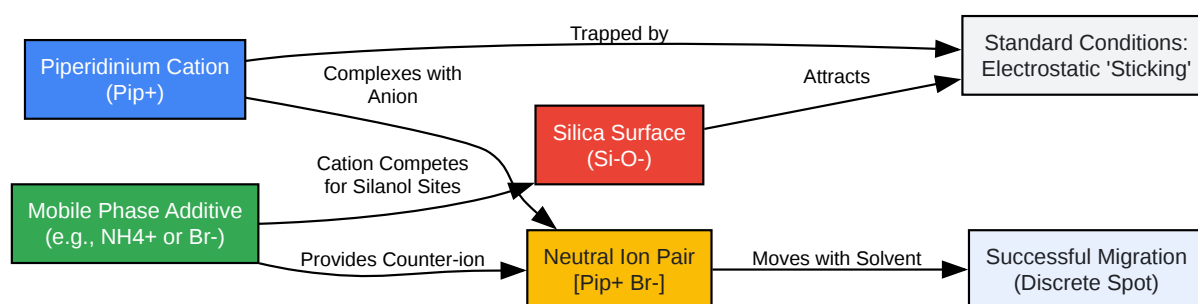 Piperidinium Cation
(Pip+)
Trapped by
Standard Conditions:
Electrostatic 'Sticking'
Complexes with
Anion
Attracts
Silica Surface
(Si-O-)
Cation Competes
for Silanol Sites
Mobile Phase Additive
(e.g., NH4+ or Br-)
Provides Counter-ion
Neutral Ion Pair
[Pip+ Br-]
Moves with Solvent
Successful Migration
(Discrete Spot)